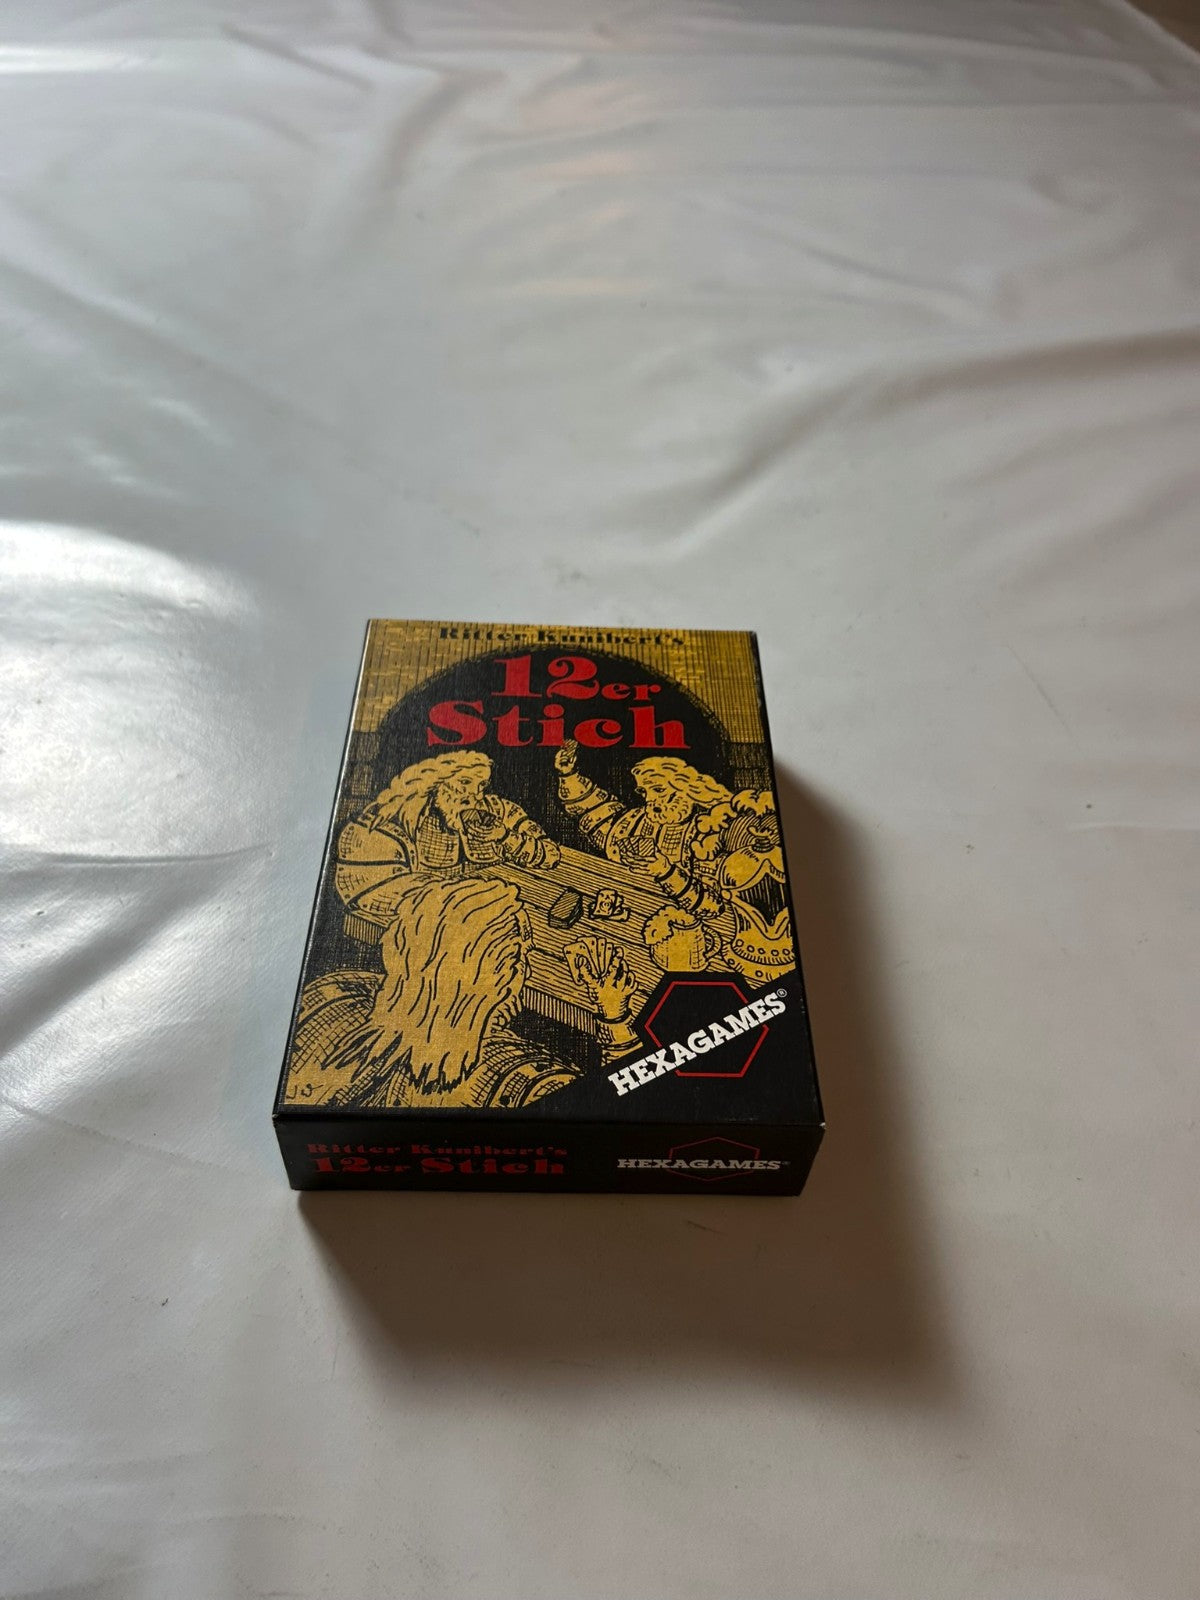 Ritter Kunibert's
12er
Stich
HEXAGAMES®
Ritter Kunibert's
12er Stich
HEXAGAMES®